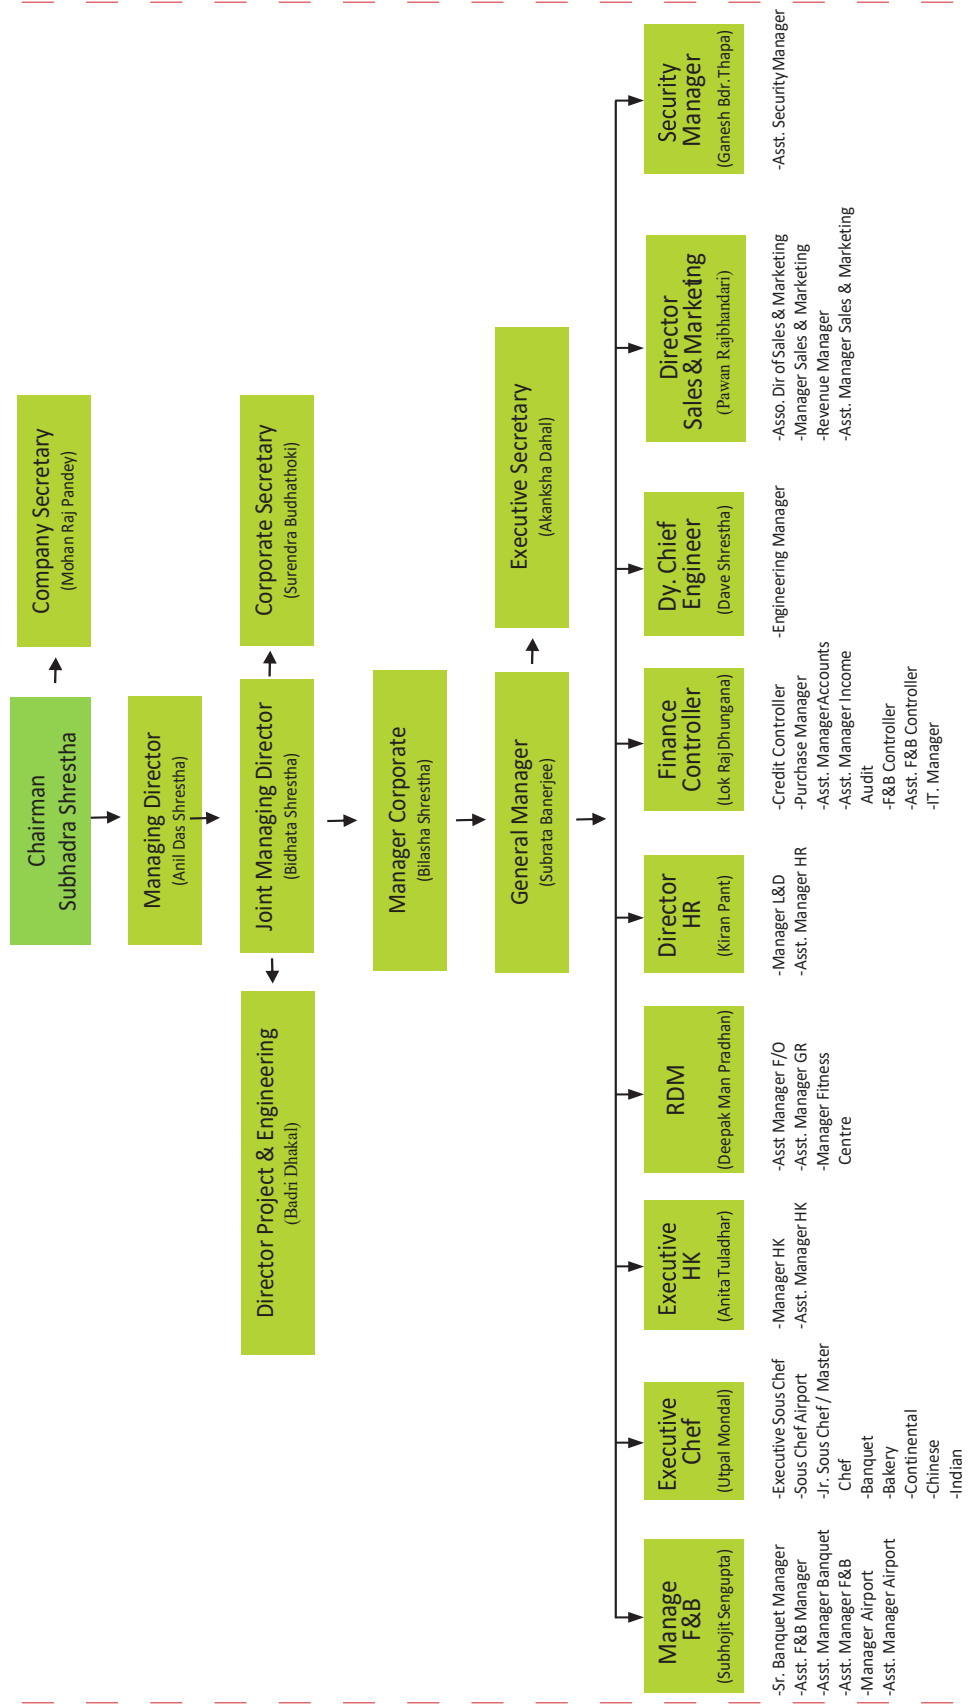 Chairman
Subhadra Shrestha
Company Secretary
(Mohan Raj Pandey)
Managing Director
(Anil Das Shrestha)
Director Project & Engineering
(Badri Dhakal)
Joint Managing Director
(Bidhata Shrestha)
Corporate Secretary
(Surendra Budhathoki)
Manager Corporate
(Bilasha Shrestha)
General Manager
(Subrata Banerjee)
Executive Secretary
(Akanksha Dahal)
Manage
F&B
(Subhojit Sengupta)
-Sr. Banquet Manager
-Asst. F&B Manager
-Asst. Manager Banquet
-Asst. Manager F&B
-Manager Airport
-Asst. Manager Airport
Executive
Chef
(Utpal Mondal)
-Executive Sous Chef
-Sous Chef Airport
-Jr. Sous Chef / Master
Chef
-Banquet
-Bakery
-Continental
-Chinese
-Indian
Executive
HK
(Anita Tuladhar)
-Manager HK
-Asst. Manager HK
RDM
(Deepak Man Pradhan)
-Asst Manager F/O
-Asst. Manager GR
-Manager Fitness
Centre
Director
HR
(Kiran Pant)
-Manager L&D
-Asst. Manager HR
Finance
Controller
(Lok Raj Dhungana)
-Credit Controller
-Purchase Manager
-Asst. Manager Accounts
-Asst. Manager Income
Audit
-F&B Controller
-Asst. F&B Controller
-IT. Manager
Dy. Chief
Engineer
(Dave Shrestha)
-Engineering Manager
Director
Sales & Marketing
(Pawan Rajbhandari)
-Asso. Dir of Sales & Marketing
-Manager Sales & Marketing
-Revenue Manager
-Asst. Manager Sales & Marketing
Security
Manager
(Ganesh Bdr. Thapa)
-Asst. Security Manager